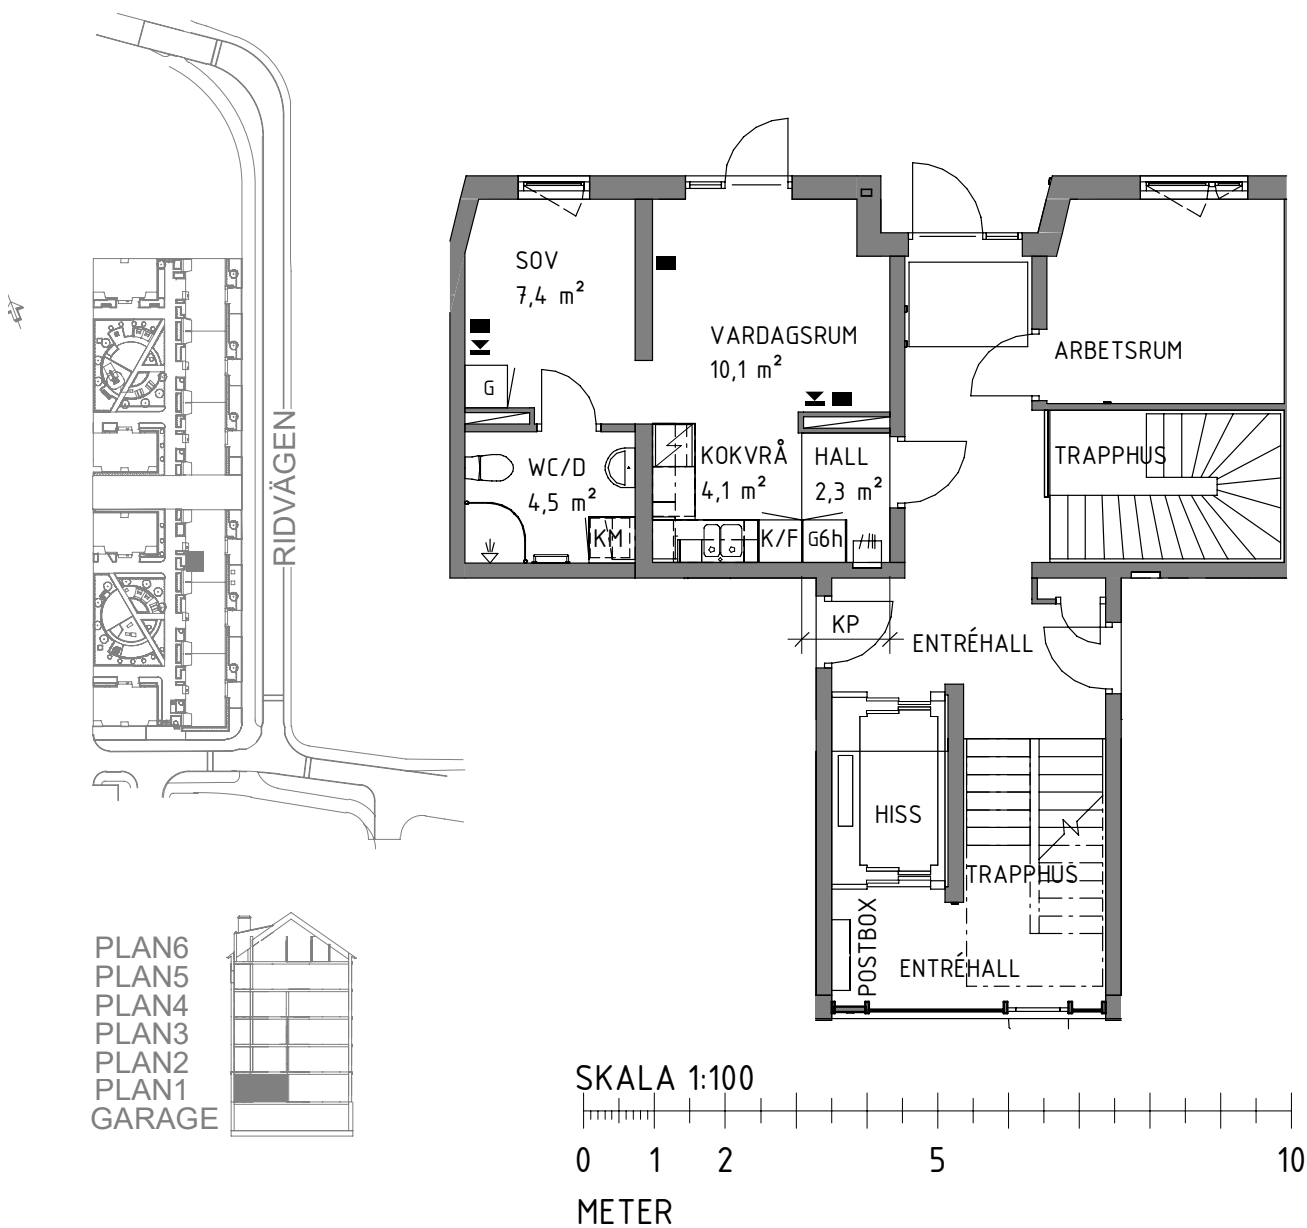 RIDVÄGEN
SOV
7,4 m²
VARDAGSRUM
10,1 m²
ARBETSRUM
G
WC/D
4,5 m²
KOKVRÅ
4,1 m²
HALL
2,3 m²
TRAPPHUS
KM
K/F
G6h
KP
ENTRÉHALL
HISS
TRAPPHUS
POSTBOX
ENTRÉHALL
PLAN6
PLAN5
PLAN4
PLAN3
PLAN2
PLAN1
GARAGE
SKALA 1:100
0 1 2 5 10
METER